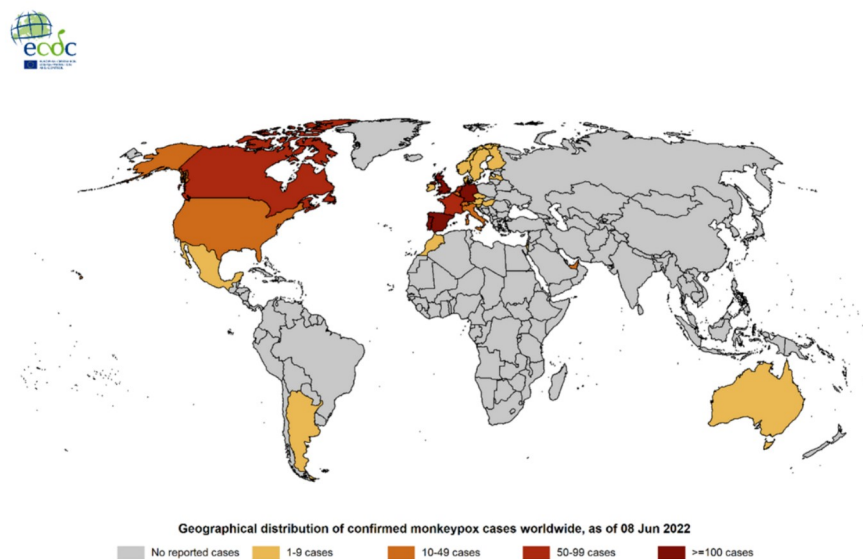 ecdc
Geographical distribution of confirmed monkeypox cases worldwide, as of 08 Jun 2022
No reported cases 1-9 cases 10-49 cases 50-99 cases >=100 cases